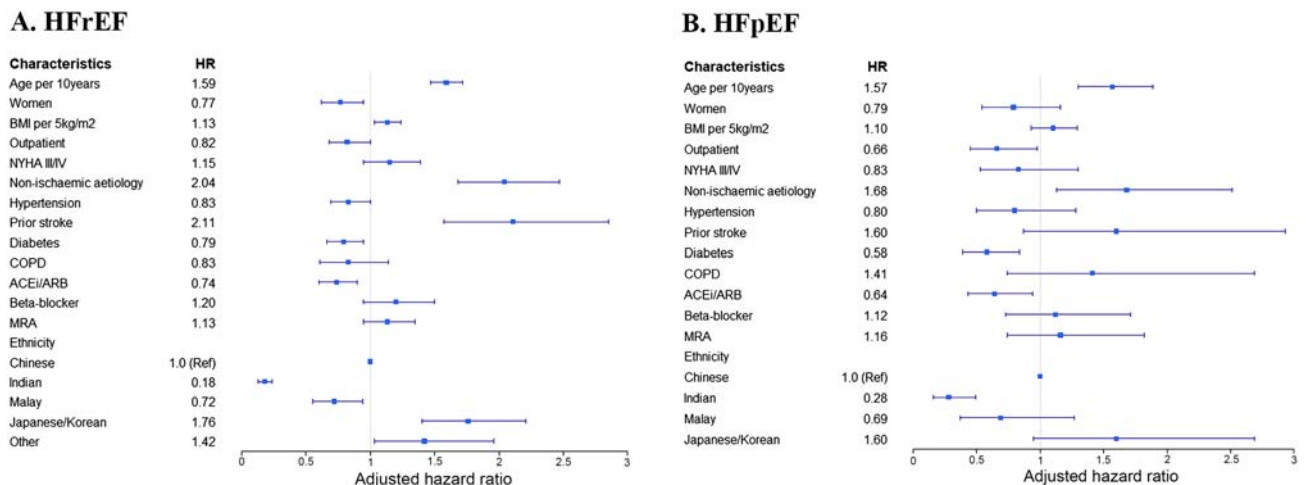 A. HFrEF
Characteristics HR
Age per 10years 1.59
Women 0.77
BMI per 5kg/m2 1.13
Outpatient 0.82
NYHA III/IV 1.15
Non-ischaemic aetiology 2.04
Hypertension 0.83
Prior stroke 2.11
Diabetes 0.79
COPD 0.83
ACEi/ARB 0.74
Beta-blocker 1.20
MRA 1.13
Ethnicity
Chinese 1.0 (Ref)
Indian 0.18
Malay 0.72
Japanese/Korean 1.76
Other 1.42
0 0.5 1 1.5 2 2.5 3
Adjusted hazard ratio
B. HFpEF
Characteristics HR
Age per 10years 1.57
Women 0.79
BMI per 5kg/m2 1.10
Outpatient 0.66
NYHA III/IV 0.83
Non-ischaemic aetiology 1.68
Hypertension 0.80
Prior stroke 1.60
Diabetes 0.58
COPD 1.41
ACEi/ARB 0.64
Beta-blocker 1.12
MRA 1.16
Ethnicity
Chinese 1.0 (Ref)
Indian 0.28
Malay 0.69
Japanese/Korean 1.60
0 0.5 1 1.5 2 2.5 3
Adjusted hazard ratio